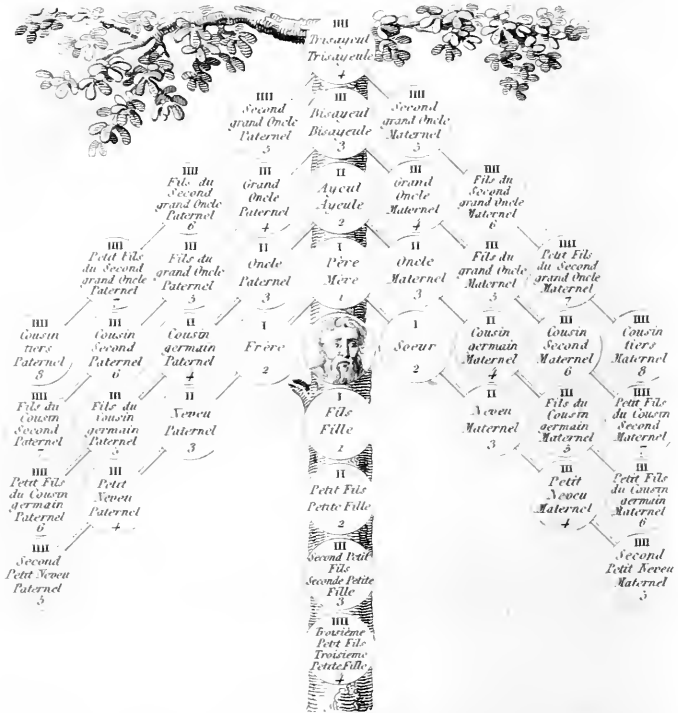 IIII
Trisayeul
Trisayeule
4
IIII
Second
grand Oncle
Paternel
5
III
Bisayeul
Bisayeule
3
IIII
Second
grand Oncle
Maternel
5
IIII
Fils du
Second
grand Oncle
Paternel
6
III
Grand
Oncle
Paternel
4
II
Ayeul
Ayeule
2
III
Grand
Oncle
Maternel
4
IIII
Fils du
Second
grand Oncle
Maternel
6
IIII
Petit Fils
du Second
grand Oncle
Paternel
7
III
Fils du
grand Oncle
Paternel
5
II
Oncle
Paternel
3
I
Père
Mère
1
II
Oncle
Maternel
3
III
Fils du
grand Oncle
Maternel
5
IIII
Petit Fils
du Second
grand Oncle
Maternel
7
IIII
Cousin
tiers
Paternel
8
III
Cousin
Second
Paternel
6
II
Cousin
germain
Paternel
4
I
Frère
2
I
Soeur
2
II
Cousin
germain
Maternel
4
III
Cousin
Second
Maternel
6
IIII
Cousin
tiers
Maternel
8
IIII
Fils du
Cousin
Second
Paternel
7
III
Fils du
Cousin
germain
Paternel
5
II
Neveu
Paternel
3
I
Fils
Fille
1
II
Neveu
Maternel
3
III
Fils du
Cousin
germain
Maternel
5
IIII
Petit Fils
du Cousin
Second
Maternel
7
IIII
Petit Fils
du Cousin
germain
Paternel
6
III
Petit
Neveu
Paternel
4
II
Petit Fils
Petite Fille
2
III
Petit
Neveu
Maternel
4
IIII
Petit Fils
du Cousin
germain
Maternel
6
IIII
Second
Petit Neveu
Paternel
5
III
Second Petit
Fils
Seconde Petite
Fille
3
IIII
Second
Petit Neveu
Maternel
5
IIII
Troisième
Petit Fils
Troisieme
Petite Fille
4